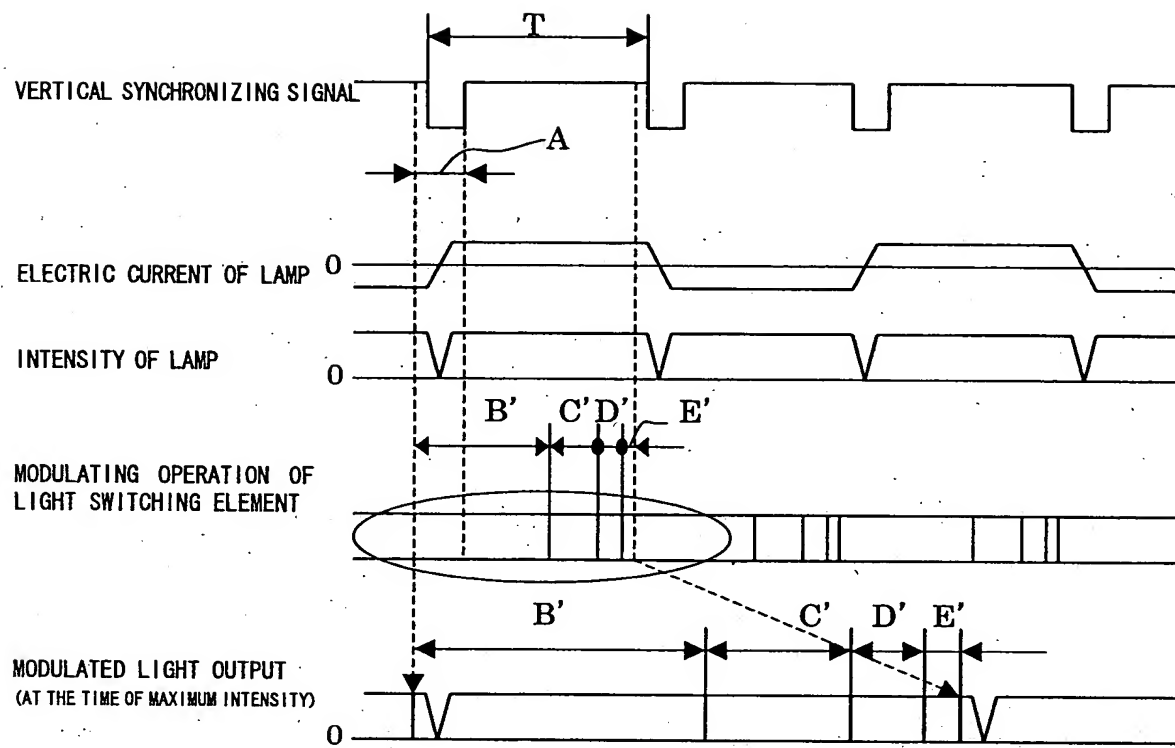 T
VERTICAL SYNCHRONIZING SIGNAL
A
ELECTRIC CURRENT OF LAMP 0
INTENSITY OF LAMP
0
B' C' D' E'
MODULATING OPERATION OF
LIGHT SWITCHING ELEMENT
B' C' D' E'
MODULATED LIGHT OUTPUT
(AT THE TIME OF MAXIMUM INTENSITY)
0